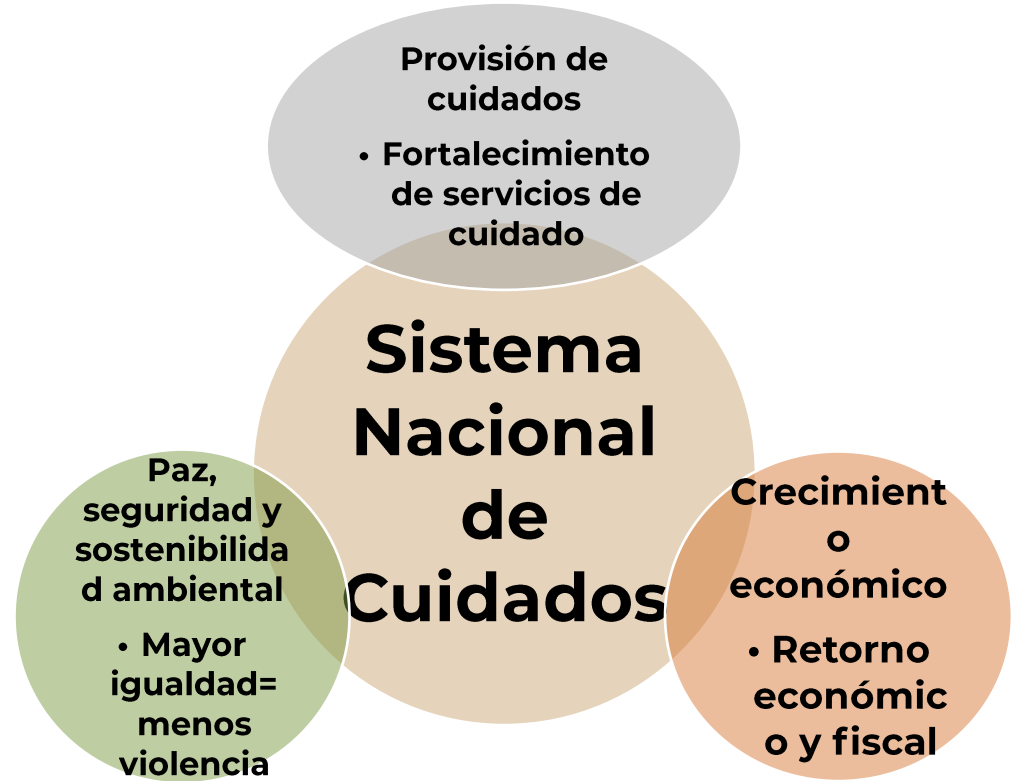 Provisión de
cuidados
• Fortalecimiento
de servicios de
cuidado
Sistema
Nacional
de
Cuidados
Paz,
seguridad y
sostenibilida
d ambiental
• Mayor
igualdad=
menos
violencia
Crecimient
o
económico
• Retorno
económic
o y fiscal